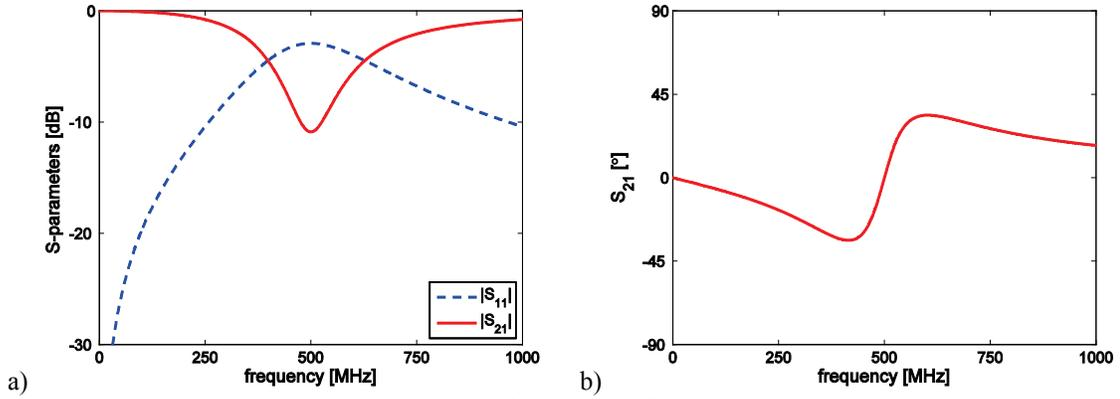 0
-10
-20
-30
S-parameters [dB]
|S11|
|S21|
0 250 500 750 1000
frequency [MHz]
a)
90
45
0
-45
-90
S21 [°]
0 250 500 750 1000
frequency [MHz]
b)